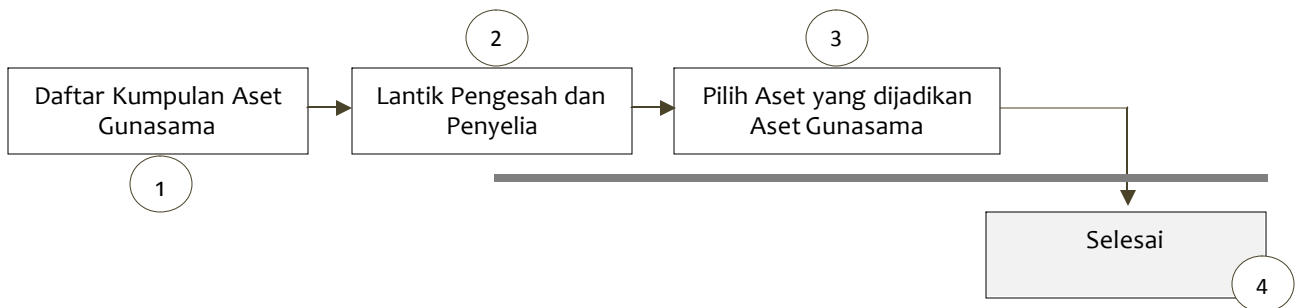 2
3
Daftar Kumpulan Aset
Gunasama
Lantik Pengesah dan
Penyelia
Pilih Aset yang dijadikan
Aset Gunasama
1
Selesai
4